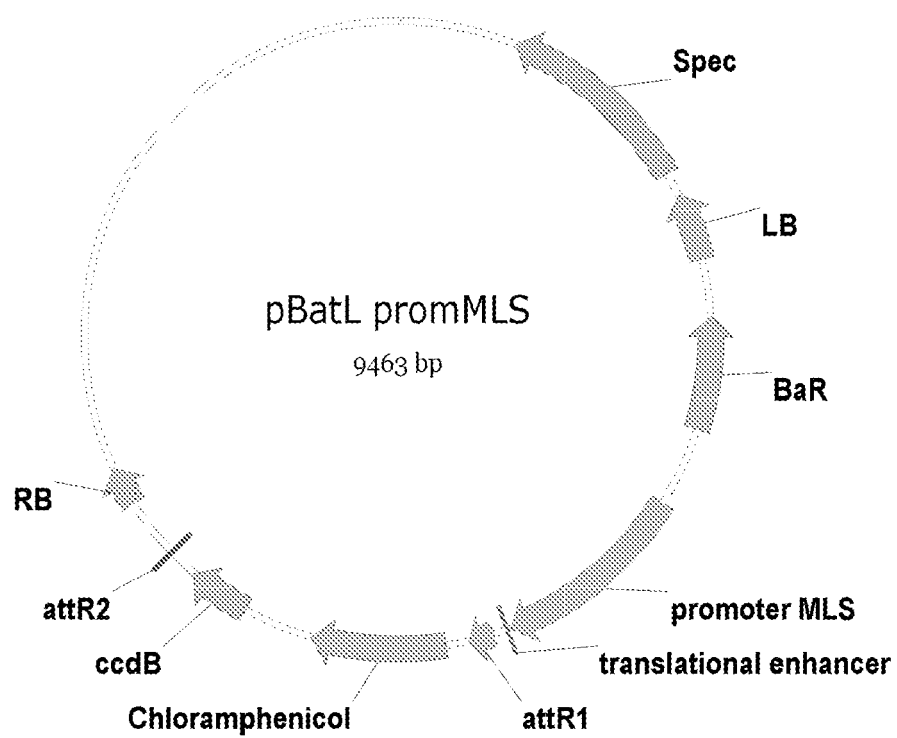 Spec
LB
pBatL promMLS
9463 bp
BaR
RB
attR2
promoter MLS
ccdB
translational enhancer
Chloramphenicol
attR1